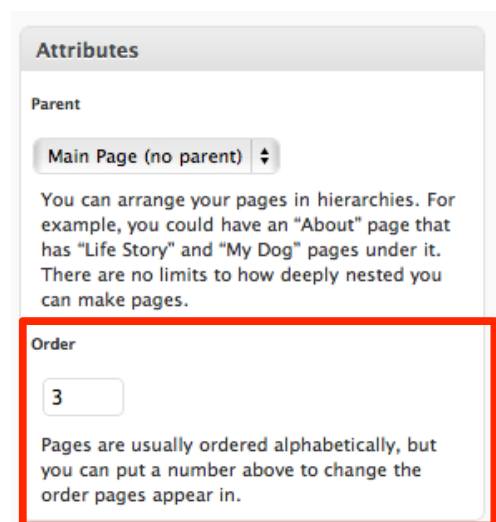 Attributes
Parent
Main Page (no parent)
You can arrange your pages in hierarchies. For
example, you could have an “About” page that
has “Life Story” and “My Dog” pages under it.
There are no limits to how deeply nested you
can make pages.
Order
3
Pages are usually ordered alphabetically, but
you can put a number above to change the
order pages appear in.